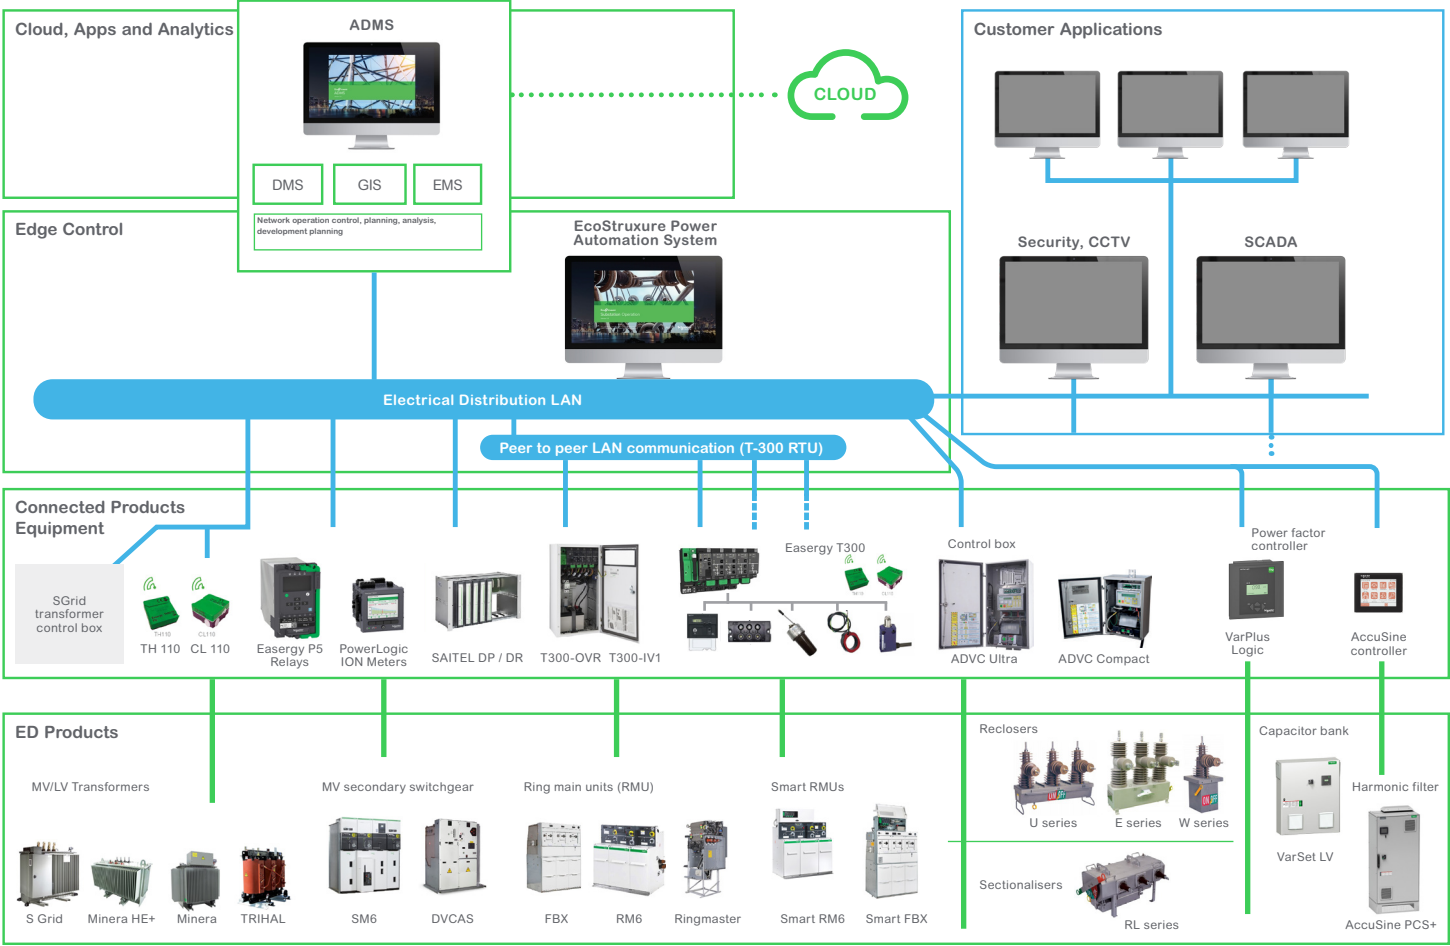 Cloud, Apps and Analytics
ADMS
CLOUD
DMS
GIS
EMS
Network operation control, planning, analysis,
development planning
Customer Applications
Security, CCTV
SCADA
Edge Control
EcoStruxure Power
Automation System
Electrical Distribution LAN
Peer to peer LAN communication (T-300 RTU)
Connected Products
Equipment
SGrid
transformer
control box
TH110
CL110
TH 110
CL 110
Easergy P5
Relays
PowerLogic
ION Meters
SAITEL DP / DR
T300-OVR
T300-IV1
Easergy T300
Control box
ADVC Ultra
ADVC Compact
Power factor
controller
VarPlus
Logic
AccuSine
controller
ED Products
MV/LV Transformers
S Grid
Minera HE+
Minera
TRIHAL
MV secondary switchgear
SM6
DVCAS
Ring main units (RMU)
FBX
RM6
Ringmaster
Smart RMUs
Smart RM6
Smart FBX
Reclosers
U series
E series
W series
Sectionalisers
RL series
Capacitor bank
VarSet LV
Harmonic filter
AccuSine PCS+